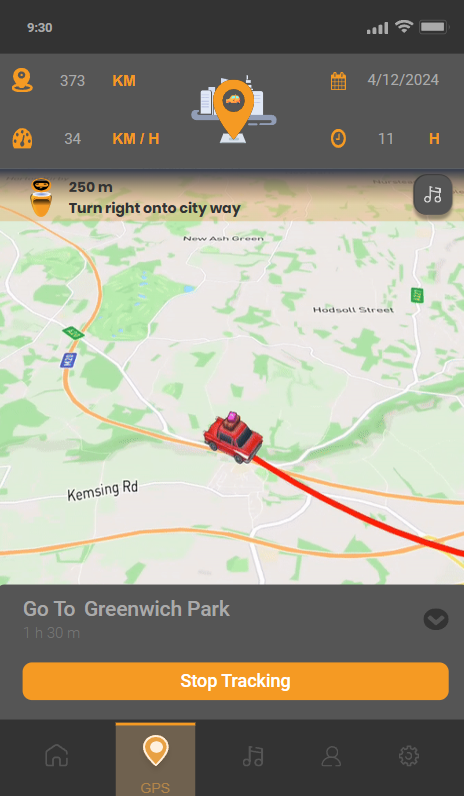 9:30
373 KM
4/12/2024
34 KM / H
11 H
250 m
Turn right onto city way
New Ash Green
Hodsoll Street
Kemsing Rd
Go To Greenwich Park
1 h 30 m
Stop Tracking
GPS